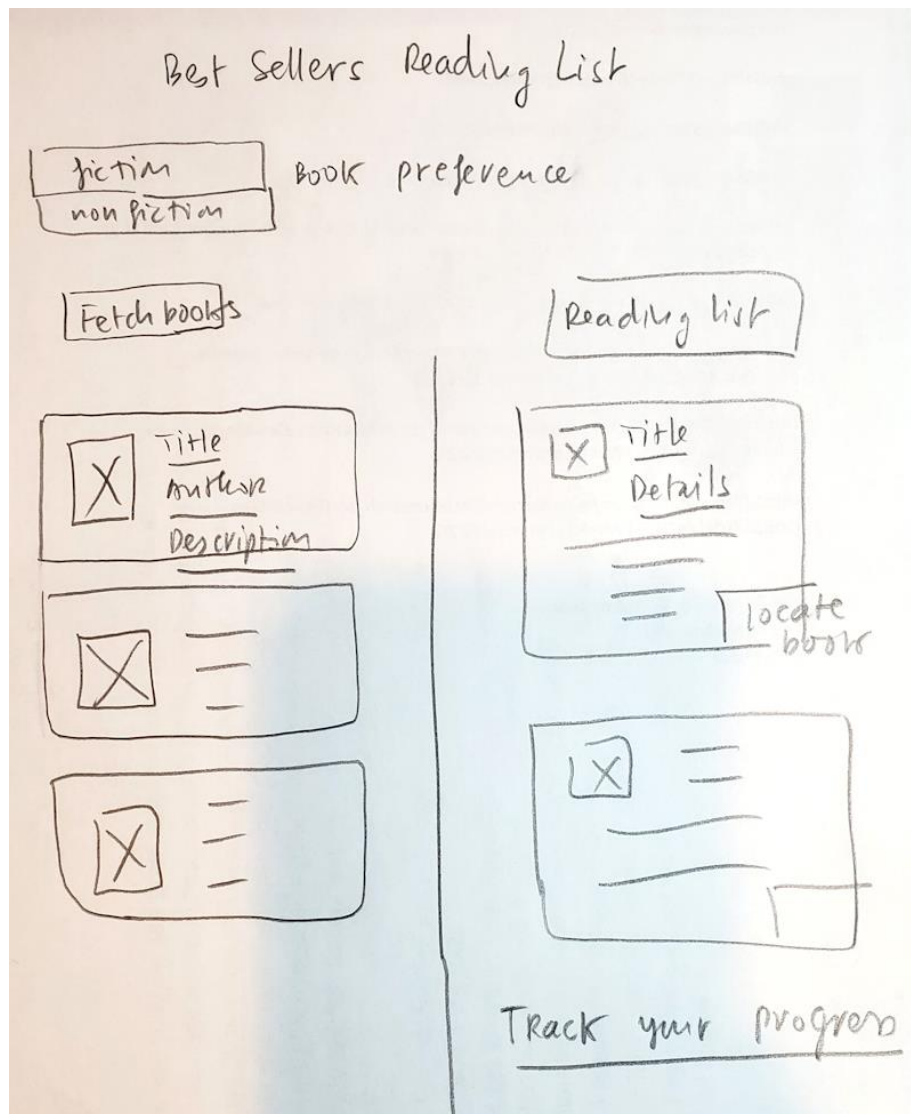 Best Sellers Reading List
fiction
non fiction
Book preference
Fetch books
Reading list
Title
Author
Description
Title
Details
locate
book
Track your progress